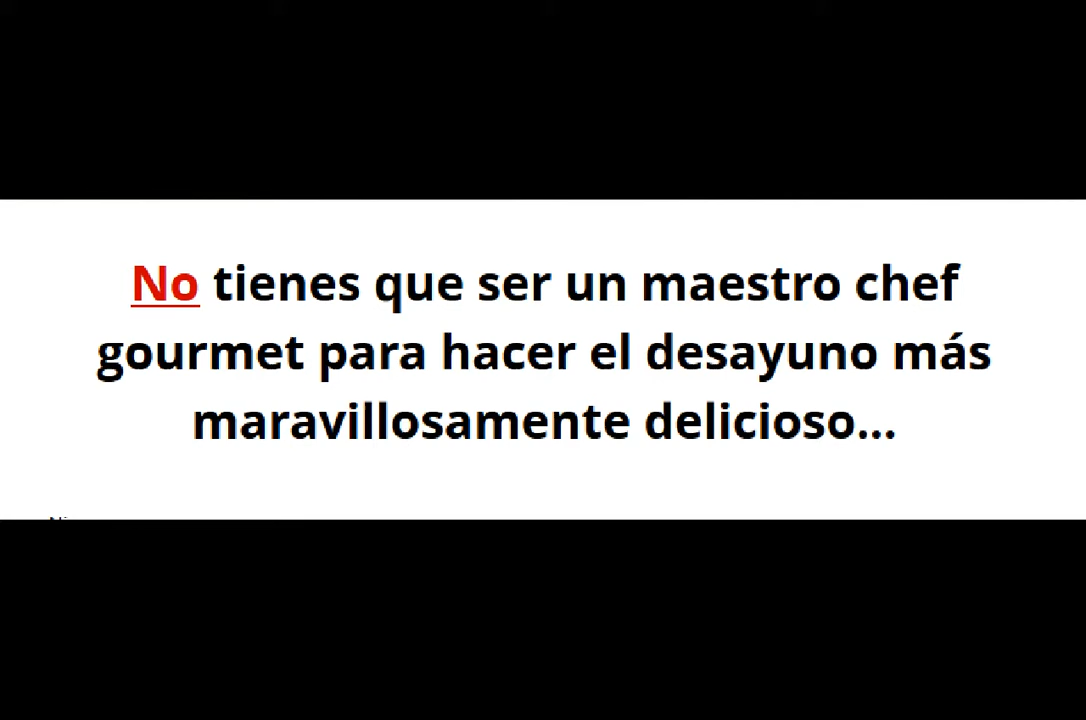 No tienes que ser un maestro chef
gourmet para hacer el desayuno más
maravillosamente delicioso...